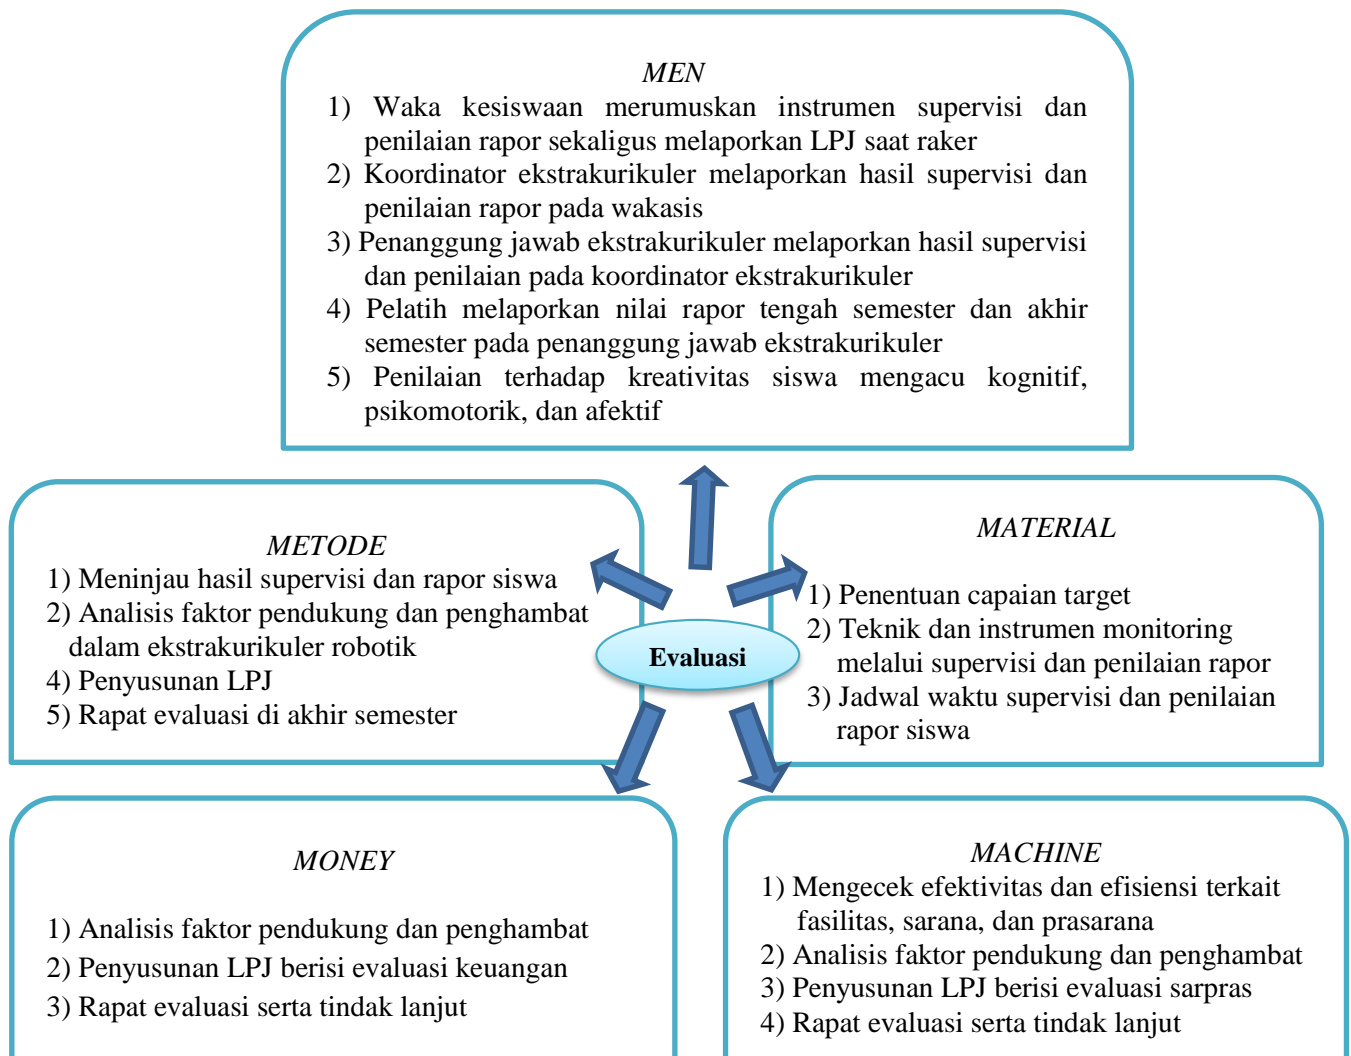 MEN
1) Waka kesiswaan merumuskan instrumen supervisi dan
penilaian rapor sekaligus melaporkan LPJ saat raker
2) Koordinator ekstrakurikuler melaporkan hasil supervisi dan
penilaian rapor pada wakasis
3) Penanggung jawab ekstrakurikuler melaporkan hasil supervisi
dan penilaian pada koordinator ekstrakurikuler
4) Pelatih melaporkan nilai rapor tengah semester dan akhir
semester pada penanggung jawab ekstrakurikuler
5) Penilaian terhadap kreativitas siswa mengacu kognitif,
psikomotorik, dan afektif
METODE
1) Meninjau hasil supervisi dan rapor siswa
2) Analisis faktor pendukung dan penghambat
dalam ekstrakurikuler robotik
4) Penyusunan LPJ
5) Rapat evaluasi di akhir semester
Evaluasi
MATERIAL
1) Penentuan capaian target
2) Teknik dan instrumen monitoring
melalui supervisi dan penilaian rapor
3) Jadwal waktu supervisi dan penilaian
rapor siswa
MONEY
1) Analisis faktor pendukung dan penghambat
2) Penyusunan LPJ berisi evaluasi keuangan
3) Rapat evaluasi serta tindak lanjut
MACHINE
1) Mengecek efektivitas dan efisiensi terkait
fasilitas, sarana, dan prasarana
2) Analisis faktor pendukung dan penghambat
3) Penyusunan LPJ berisi evaluasi sarpras
4) Rapat evaluasi serta tindak lanjut